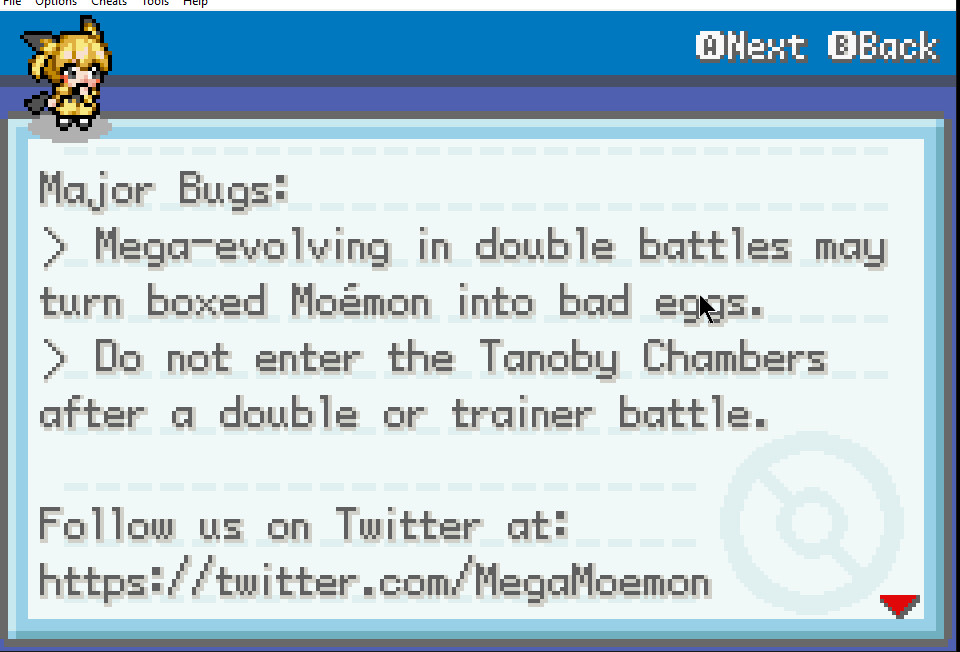 File Options Cheats Tools Help
ⒶNext ⒷBack
Major Bugs:
> Mega-evolving in double battles may
turn boxed Moémon into bad eggs.
> Do not enter the Tanoby Chambers
after a double or trainer battle.
Follow us on Twitter at:
https://twitter.com/MegaMoemon